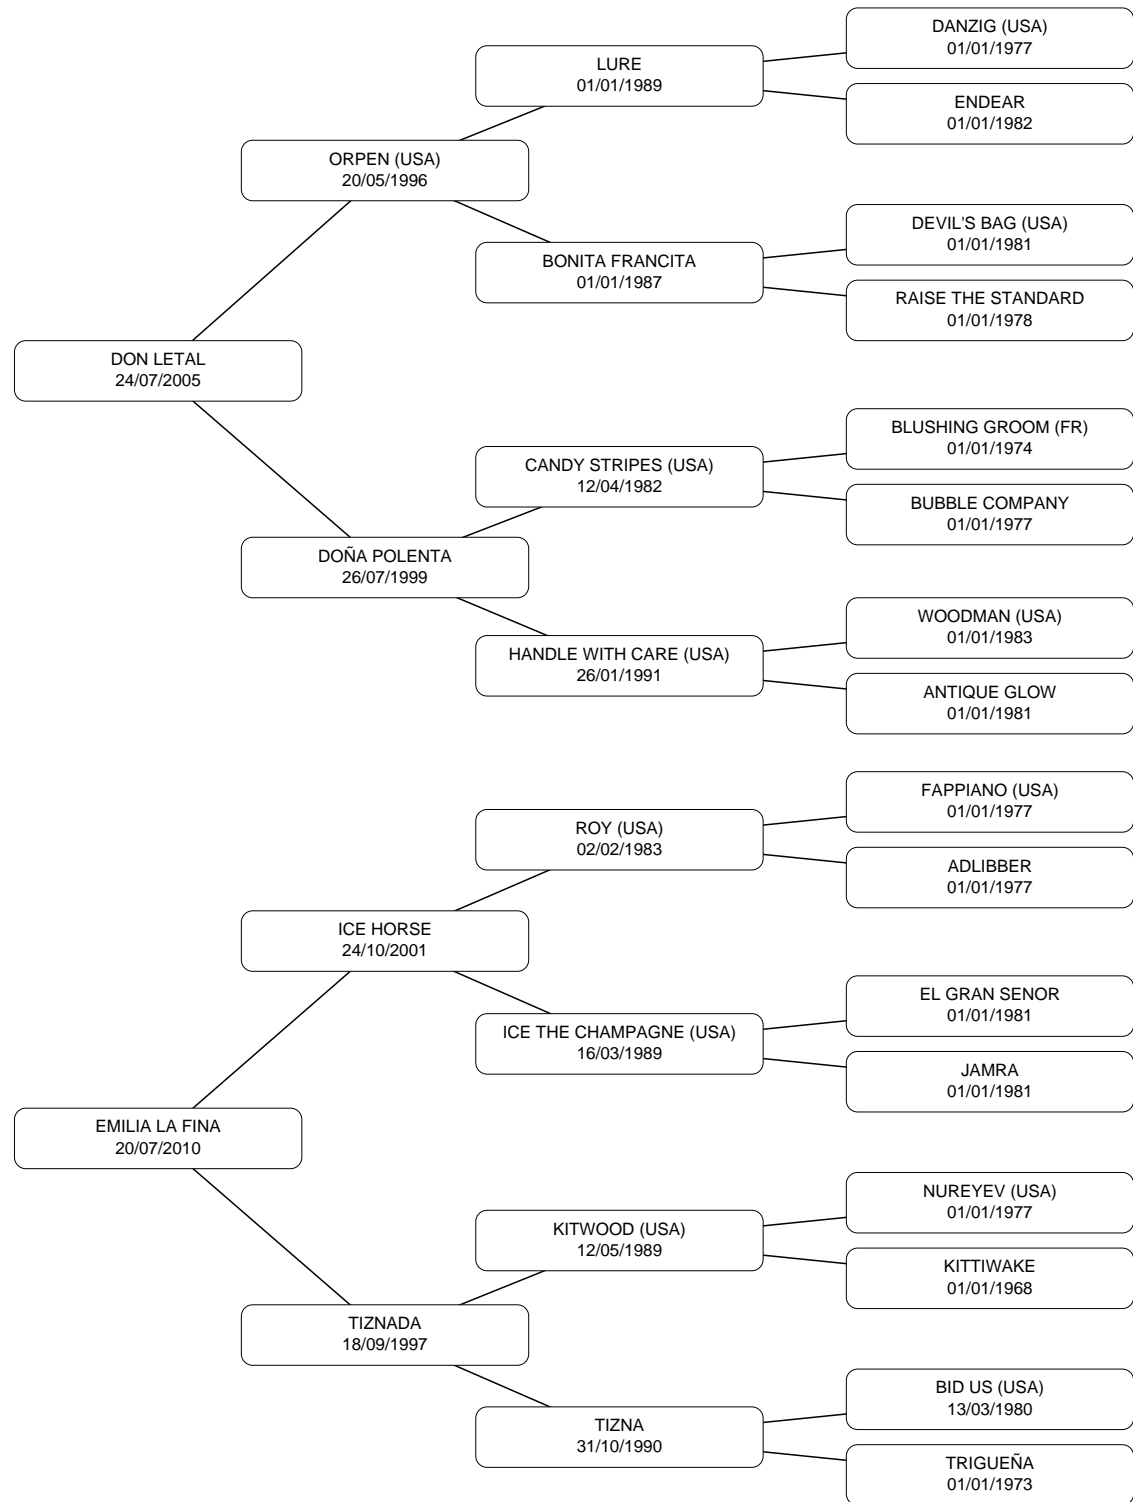 DANZIG (USA)
01/01/1977
LURE
01/01/1989
ENDEAR
01/01/1982
ORPEN (USA)
20/05/1996
DEVIL'S BAG (USA)
01/01/1981
BONITA FRANCITA
01/01/1987
RAISE THE STANDARD
01/01/1978
DON LETAL
24/07/2005
BLUSHING GROOM (FR)
01/01/1974
CANDY STRIPES (USA)
12/04/1982
BUBBLE COMPANY
01/01/1977
DOÑA POLENTA
26/07/1999
WOODMAN (USA)
01/01/1983
HANDLE WITH CARE (USA)
26/01/1991
ANTIQUE GLOW
01/01/1981
FAPPIANO (USA)
01/01/1977
ROY (USA)
02/02/1983
ADLIBBER
01/01/1977
ICE HORSE
24/10/2001
EL GRAN SENOR
01/01/1981
ICE THE CHAMPAGNE (USA)
16/03/1989
JAMRA
01/01/1981
EMILIA LA FINA
20/07/2010
NUREYEV (USA)
01/01/1977
KITWOOD (USA)
12/05/1989
KITTIWAKE
01/01/1968
TIZNADA
18/09/1997
BID US (USA)
13/03/1980
TIZNA
31/10/1990
TRIGUEÑA
01/01/1973